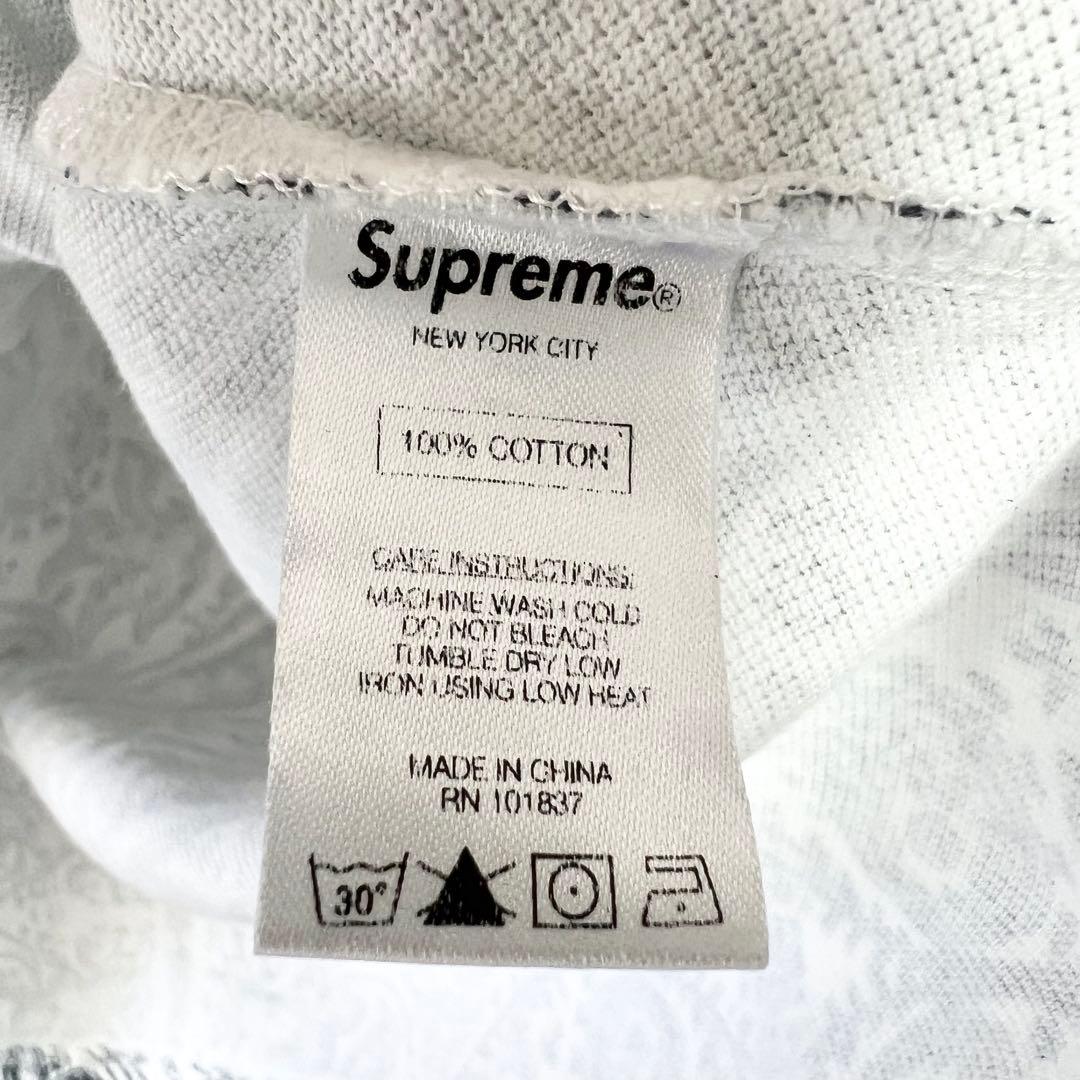 Supreme®
NEW YORK CITY
100% COTTON
CARE INSTRUCTIONS:
MACHINE WASH COLD
DO NOT BLEACH
TUMBLE DRY LOW
IRON USING LOW HEAT
MADE IN CHINA
RN 101837
30°